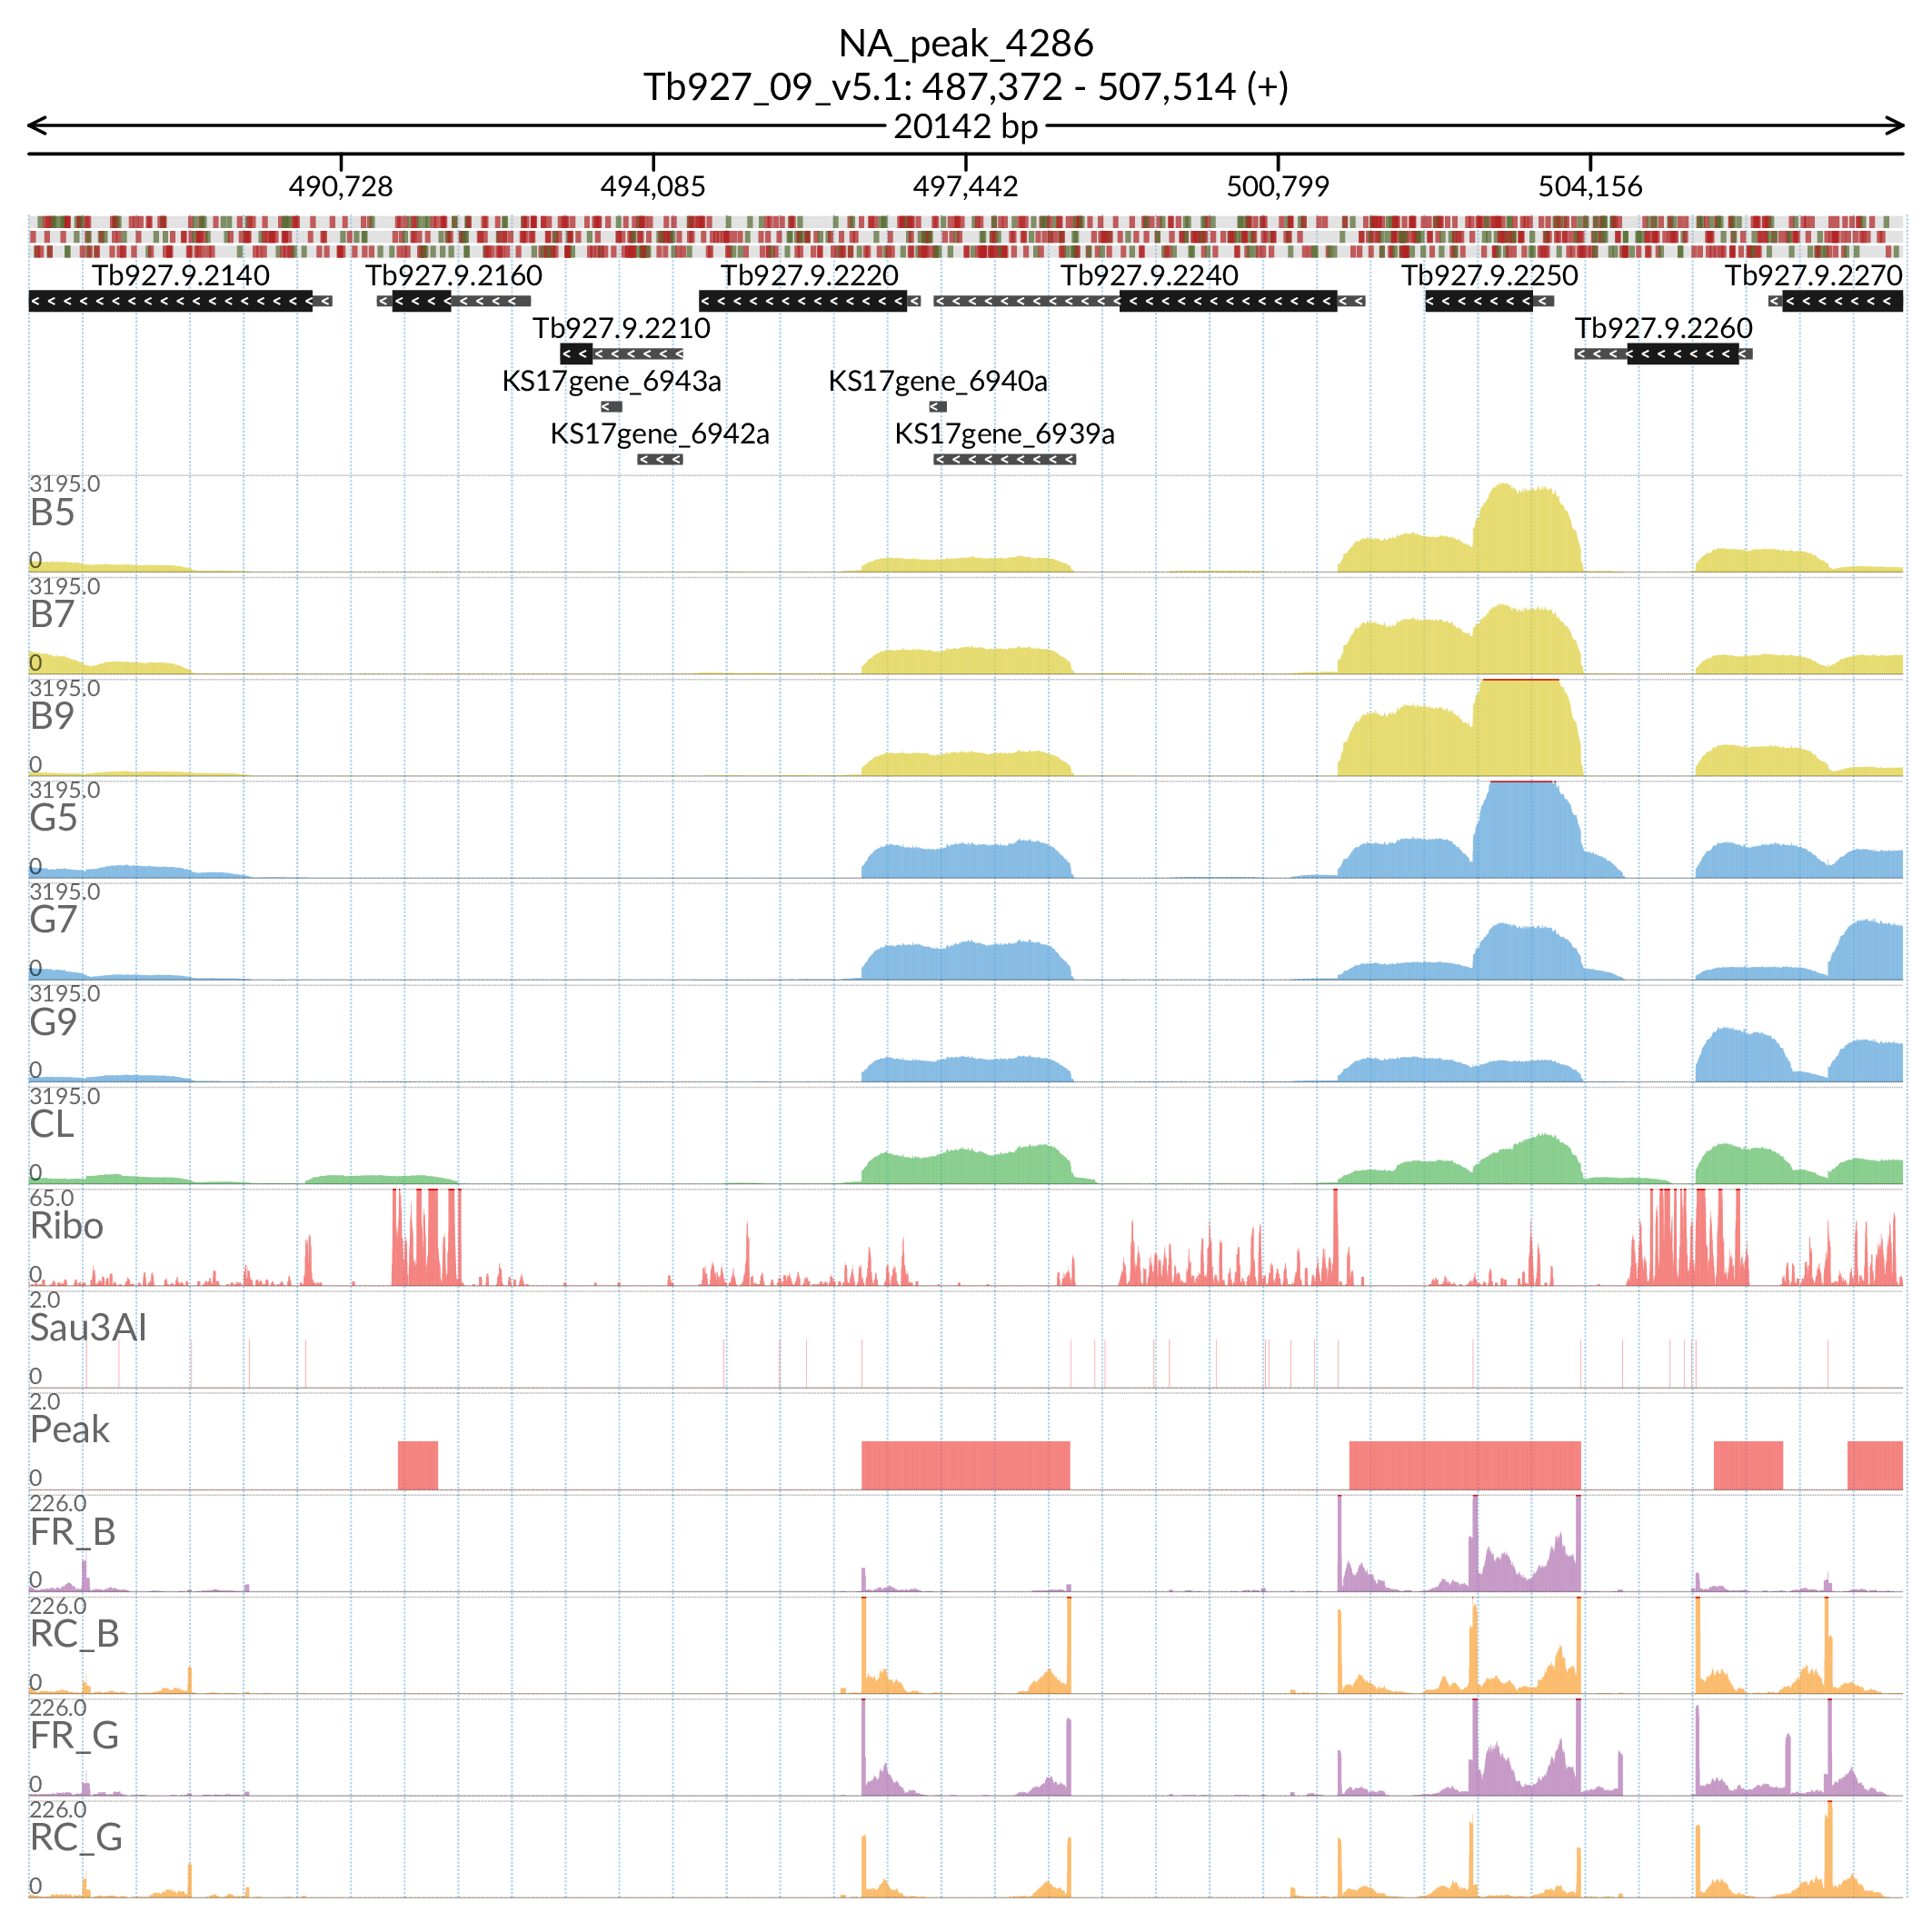 NA_peak_4286
Tb927_09_v5.1: 487,372 - 507,514 (+)
20142 bp
490,728 494,085 497,442 500,799 504,156
Tb927.9.2140 Tb927.9.2160 Tb927.9.2220 Tb927.9.2240 Tb927.9.2250 Tb927.9.2270
Tb927.9.2210 Tb927.9.2260
KS17gene_6943a KS17gene_6940a
KS17gene_6942a KS17gene_6939a
3195.0
B5
0
3195.0
B7
0
3195.0
B9
0
3195.0
G5
0
3195.0
G7
0
3195.0
G9
0
3195.0
CL
0
65.0
Ribo
0
2.0
Sau3AI
0
2.0
Peak
0
226.0
FR_B
0
226.0
RC_B
0
226.0
FR_G
0
226.0
RC_G
0